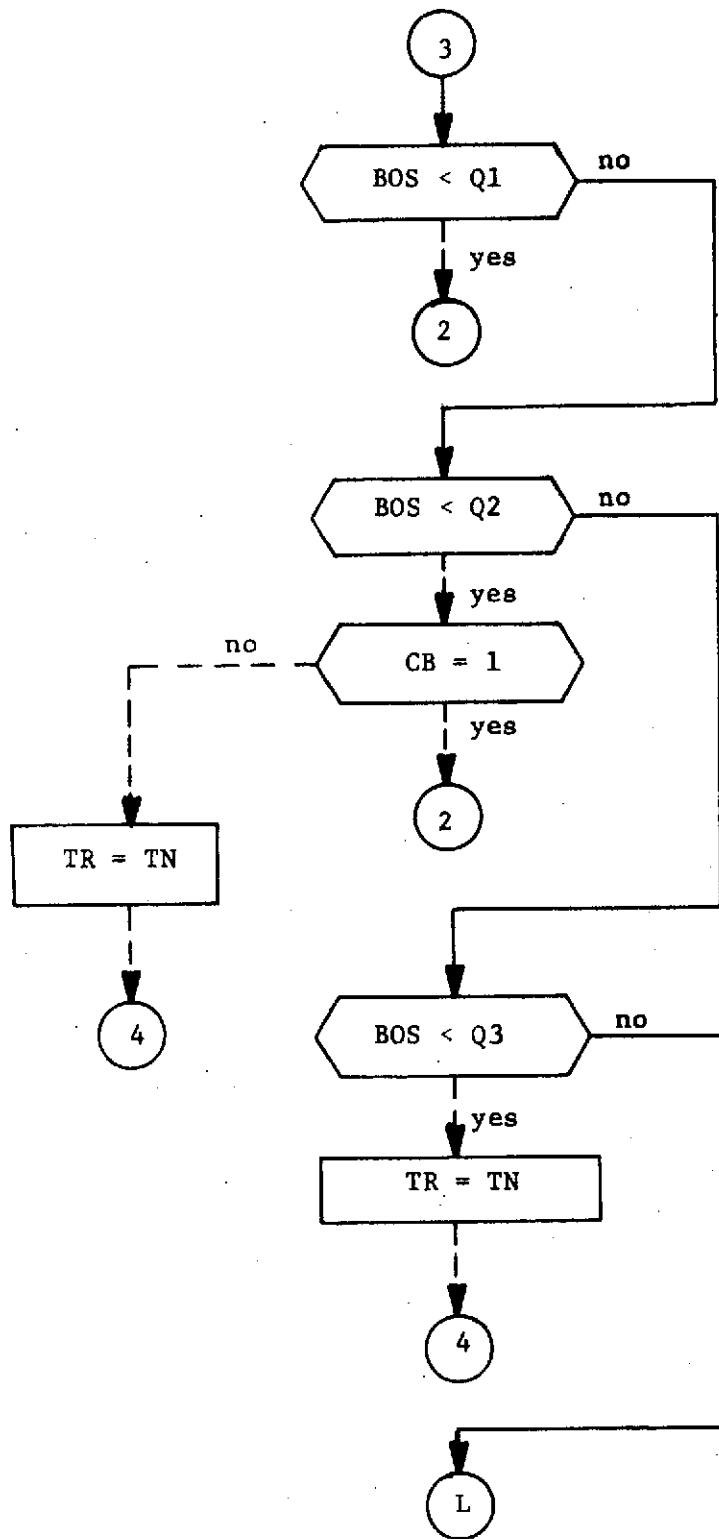 3
BOS < Q1
no
yes
2
BOS < Q2
no
yes
no
CB = 1
yes
2
TR = TN
4
BOS < Q3
no
yes
TR = TN
4
L